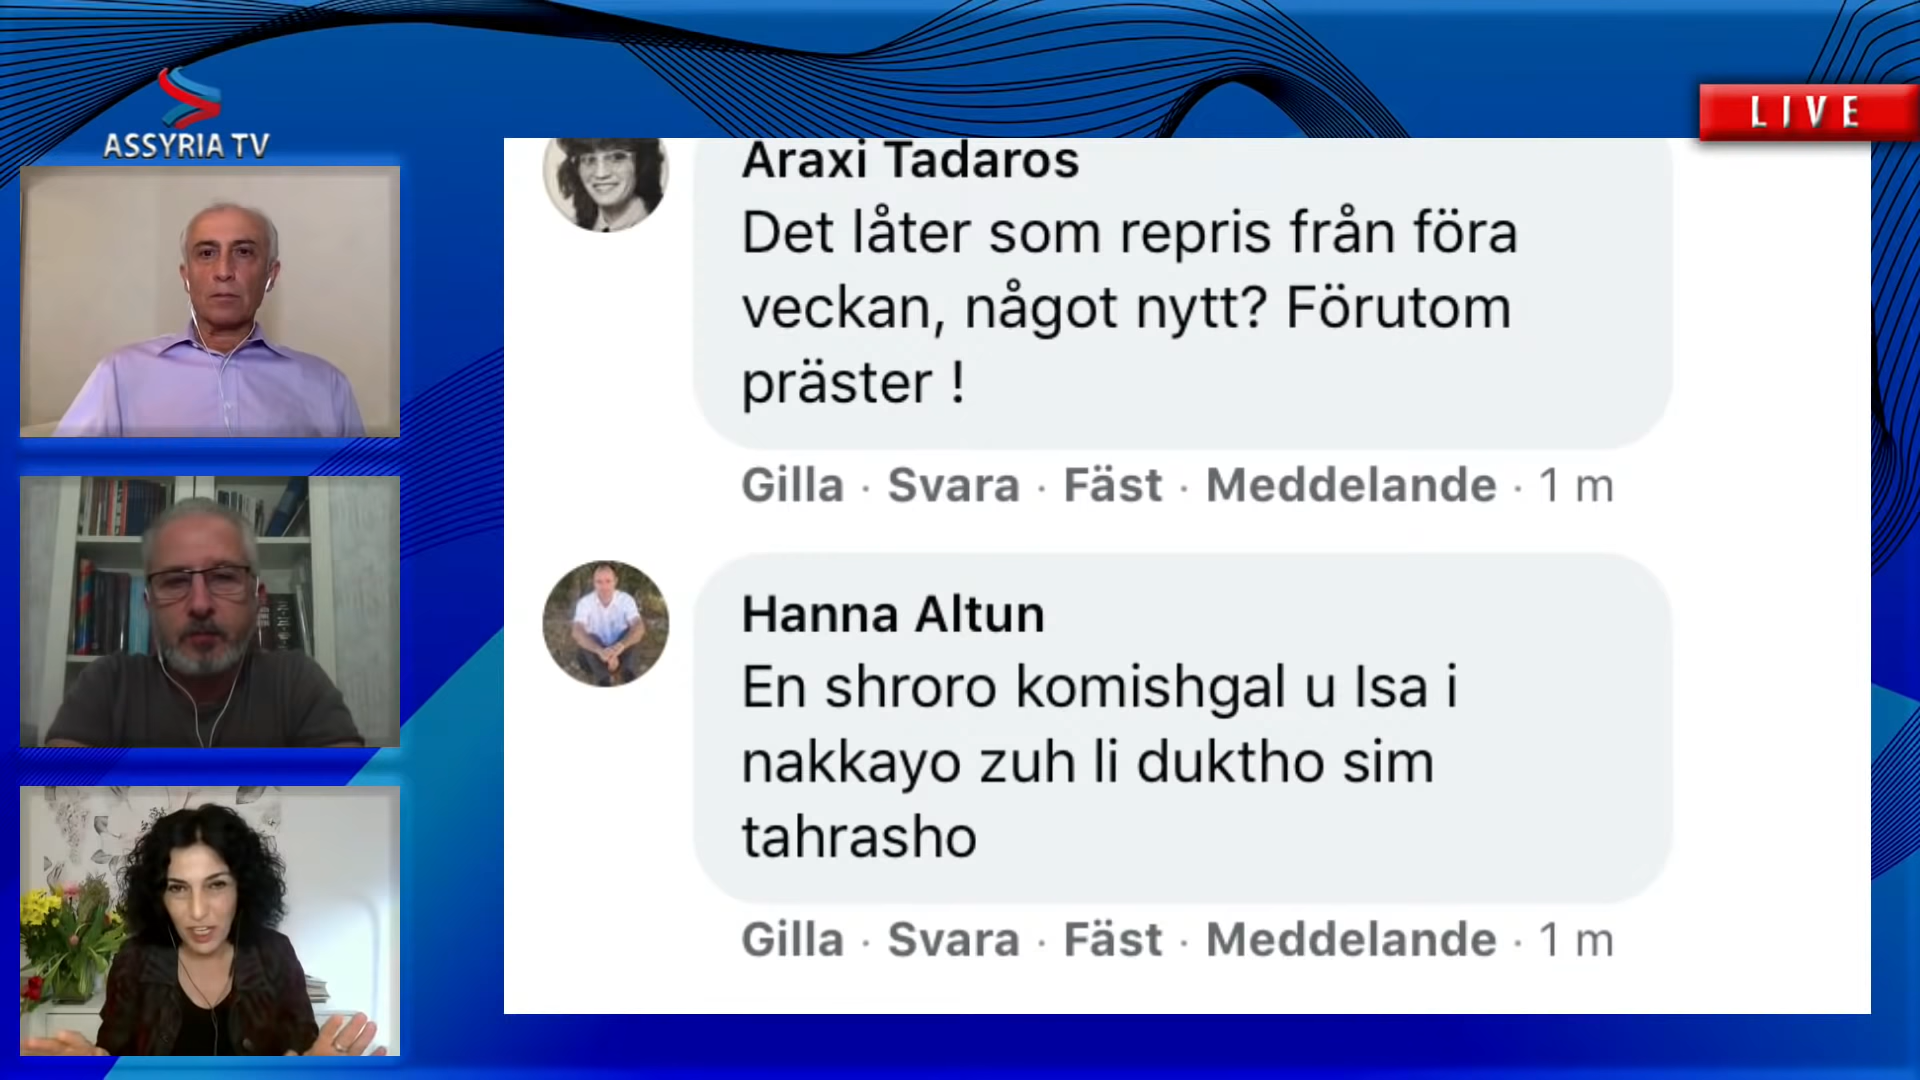 ASSYRIA TV
LIVE
Araxi Tadaros
Det låter som repris från föra
veckan, något nytt? Förutom
präster !
Gilla · Svara · Fäst · Meddelande · 1 m
Hanna Altun
En shroro komishgal u Isa i
nakkayo zuh li duktho sim
tahrasho
Gilla · Svara · Fäst · Meddelande · 1 m